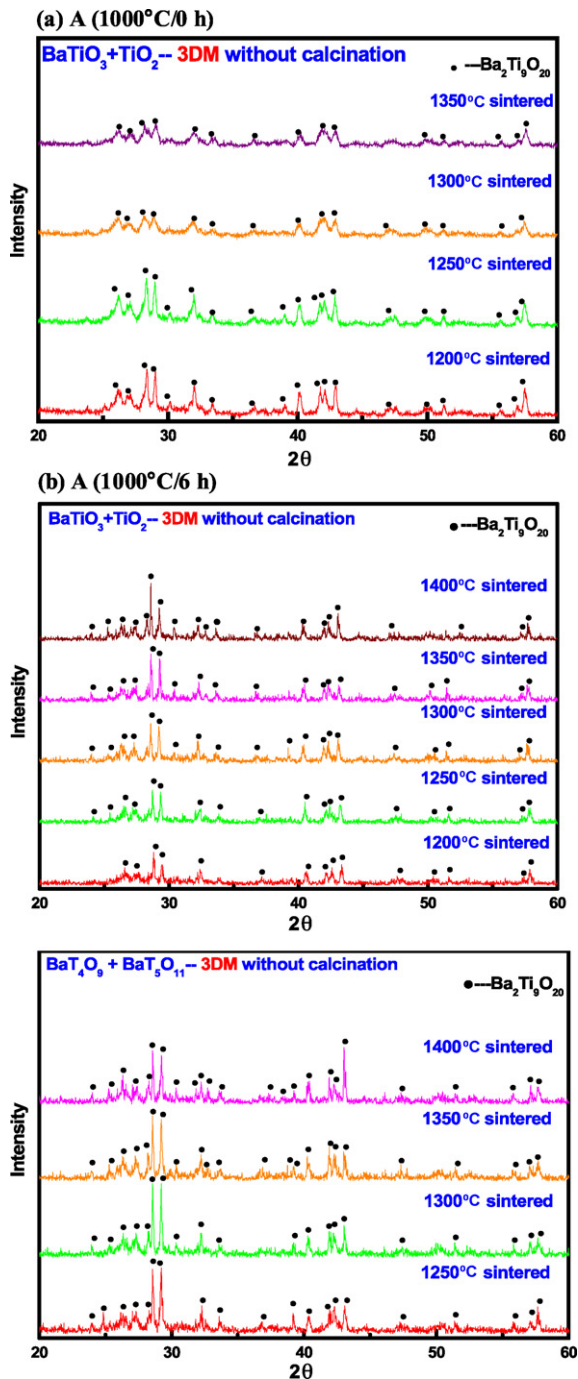 (a) A (1000°C/0 h)
BaTiO₃+TiO₂-- 3DM without calcination
• ---Ba₂Ti₉O₂₀
1350°C sintered
1300°C sintered
1250°C sintered
1200°C sintered
Intensity
20 30 40 50 60
2θ
(b) A (1000°C/6 h)
BaTiO₃+TiO₂-- 3DM without calcination
●---Ba₂Ti₉O₂₀
1400°C sintered
1350°C sintered
1300°C sintered
1250°C sintered
1200°C sintered
Intensity
20 30 40 50 60
2θ
BaT₄O₉ + BaT₅O₁₁-- 3DM without calcination
●---Ba₂Ti₉O₂₀
1400°C sintered
1350°C sintered
1300°C sintered
1250°C sintered
Intensity
20 30 40 50 60
2θ